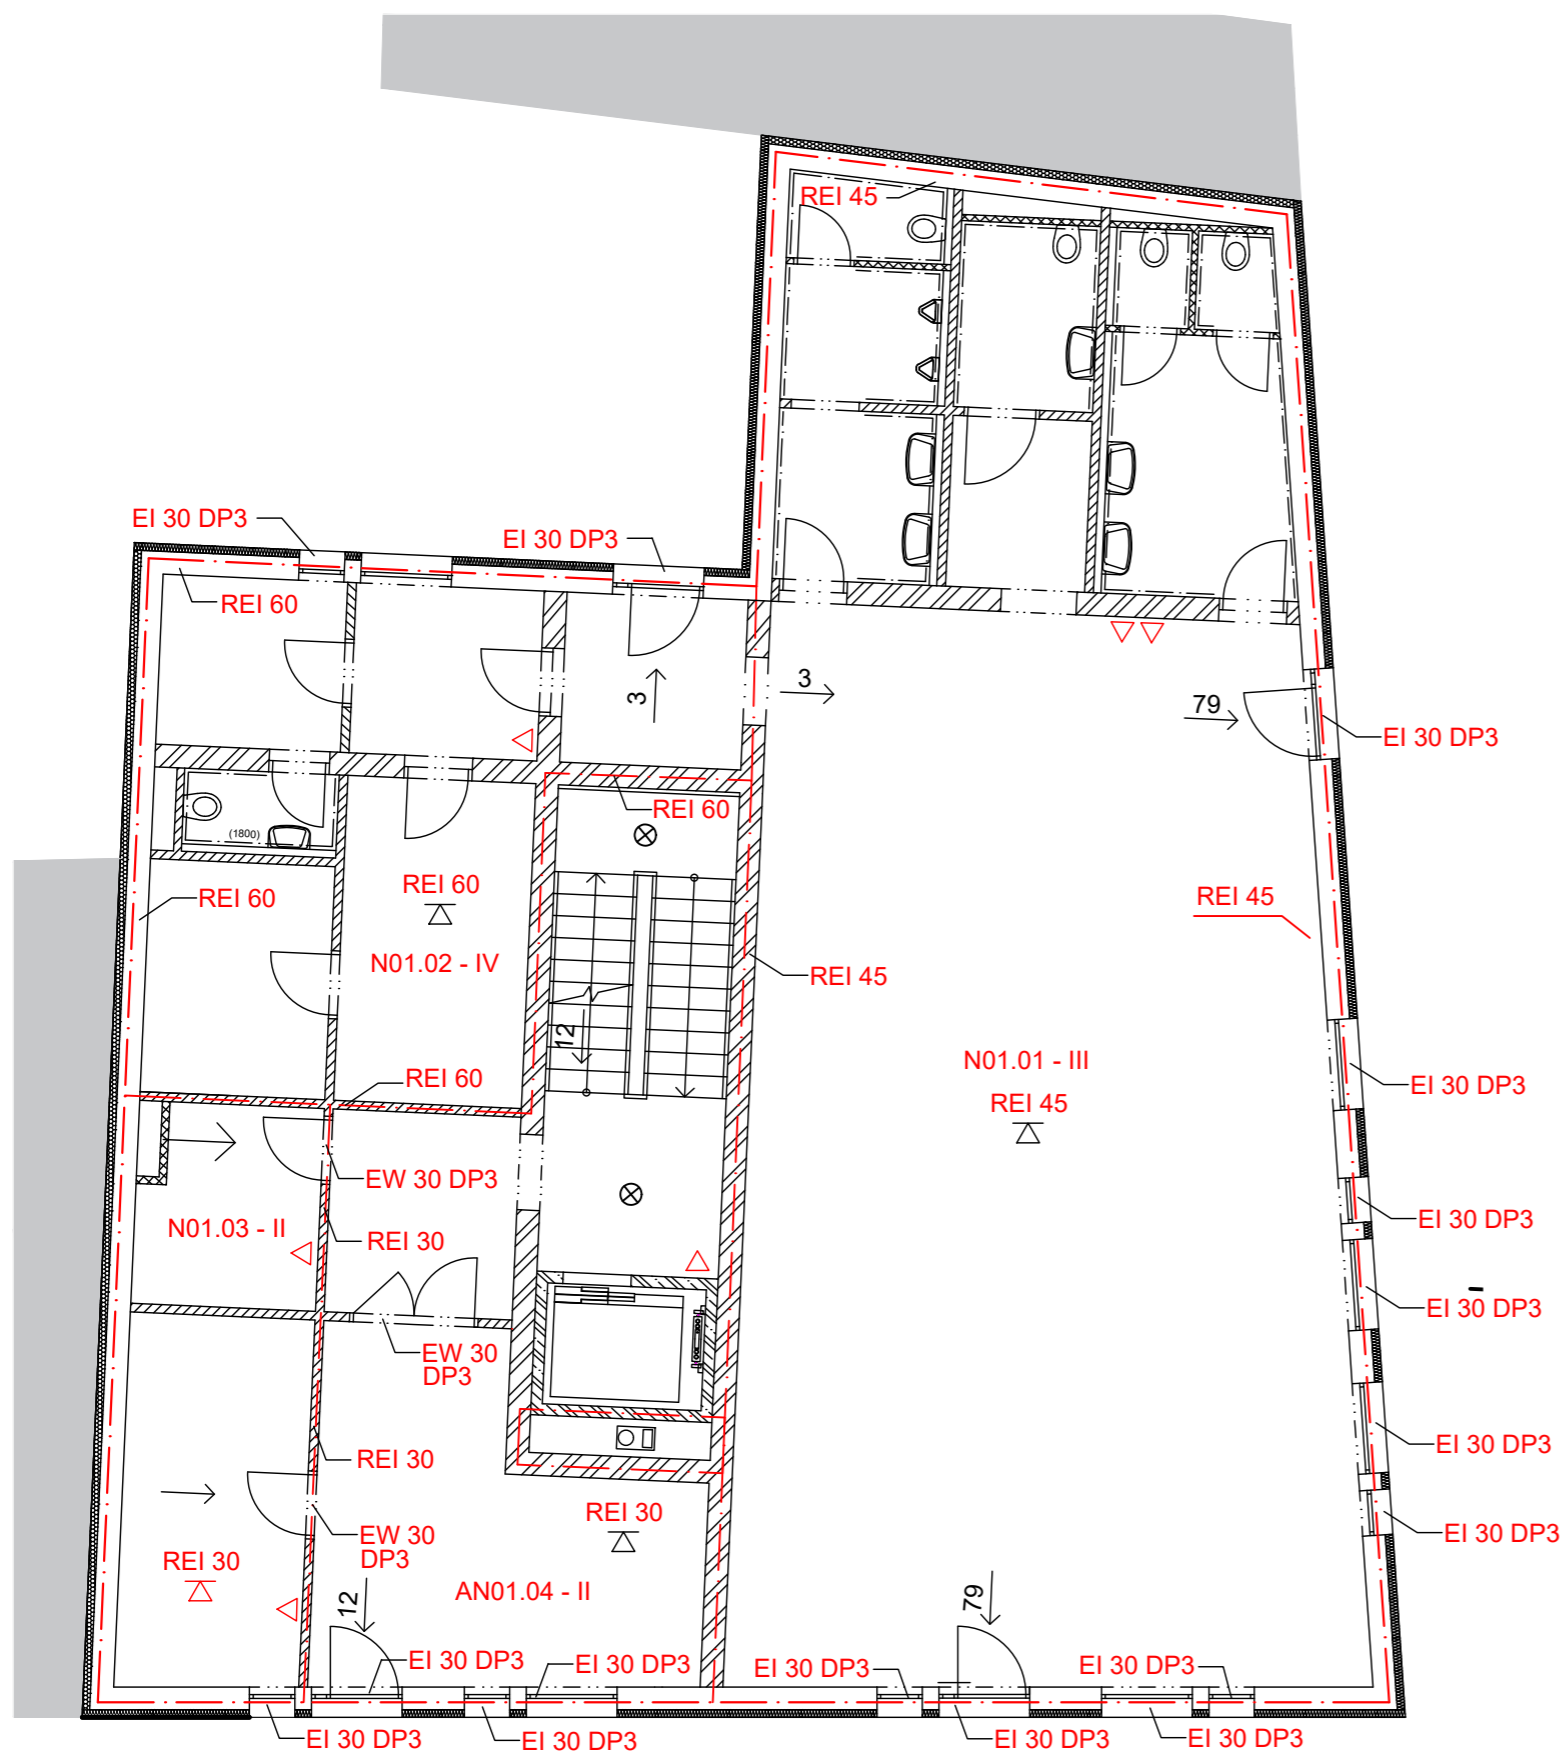 REI 45
EI 30 DP3
EI 30 DP3
REI 60
3
3
79
EI 30 DP3
REI 60
(1800)
REI 60
REI 60
REI 45
N01.02 - IV
REI 45
12
N01.01 - III
REI 60
EI 30 DP3
REI 45
EW 30 DP3
N01.03 - II
REI 30
EI 30 DP3
EI 30 DP3
EW 30
DP3
REI 30
EI 30 DP3
REI 30
EW 30
DP3
EI 30 DP3
REI 30
AN01.04 - II
12
79
EI 30 DP3
EI 30 DP3
EI 30 DP3
EI 30 DP3
EI 30 DP3
EI 30 DP3
EI 30 DP3
EI 30 DP3